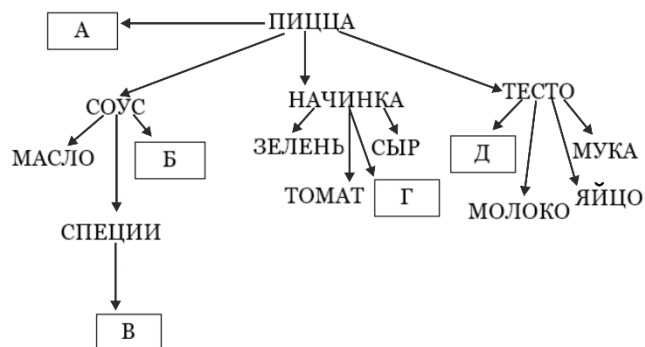 ПИЦЦА
А
ТЕСТО
СОУС
НАЧИНКА
МАСЛО
Б
ЗЕЛЕНЬ
СЫР
Д
МУКА
ТОМАТ
Г
МОЛОКО
ЯЙЦО
СПЕЦИИ
В